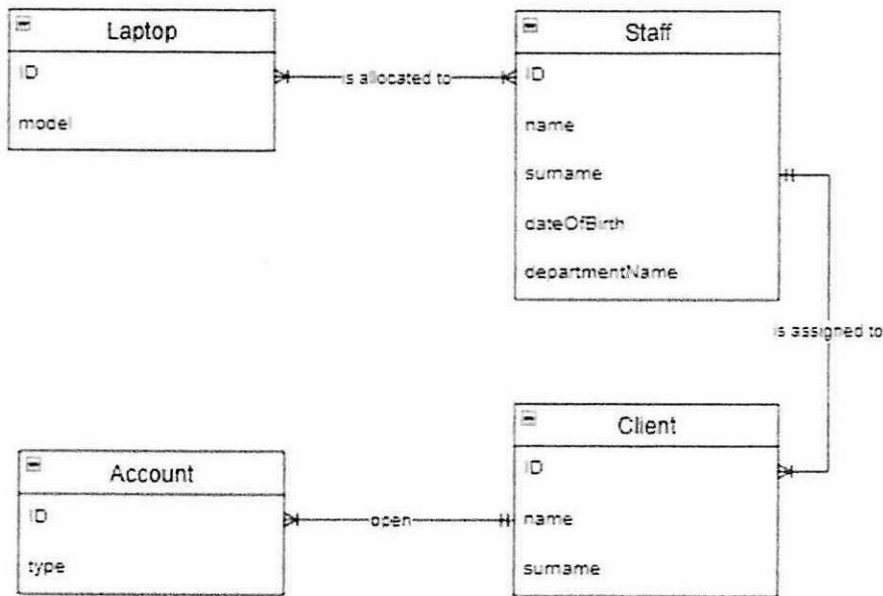 Laptop
ID
model
is allocated to
Staff
ID
name
surname
dateOfBirth
departmentName
is assigned to
Client
ID
name
surname
open
Account
ID
type